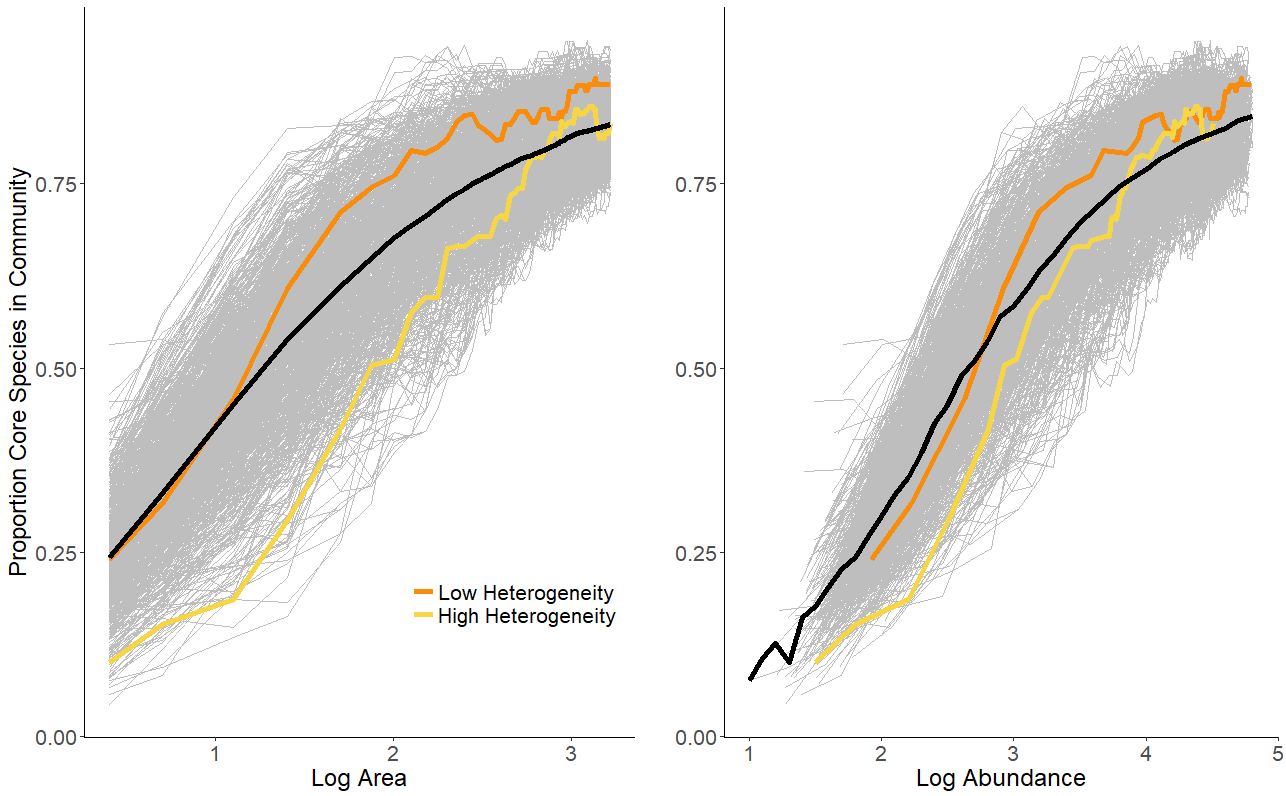 Proportion Core Species in Community
0.75
0.50
0.25
0.00
Low Heterogeneity
High Heterogeneity
1 2 3
Log Area
0.75
0.50
0.25
0.00
1 2 3 4 5
Log Abundance